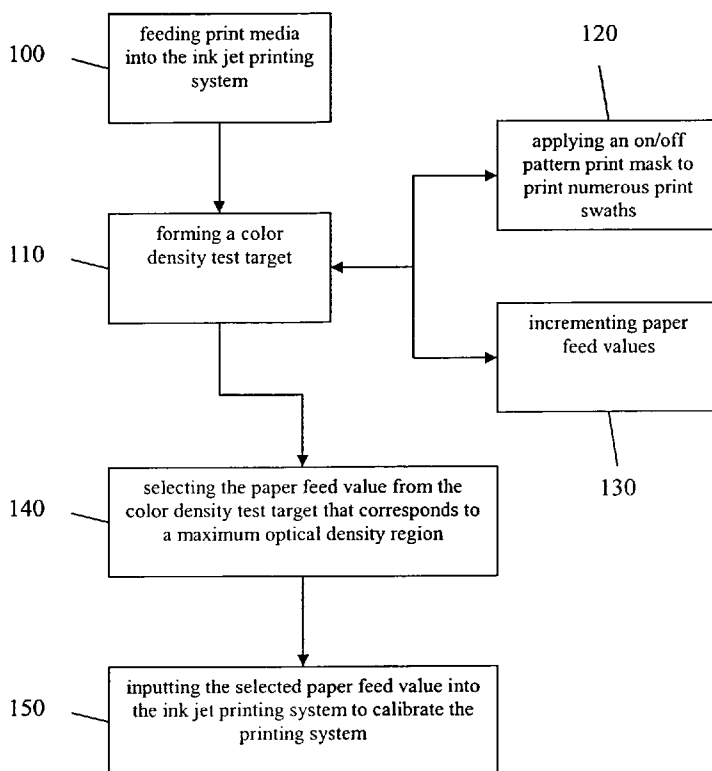 100
feeding print media
into the ink jet printing
system
120
applying an on/off
pattern print mask to
print numerous print
swaths
110
forming a color
density test target
incrementing paper
feed values
130
140
selecting the paper feed value from the
color density test target that corresponds to
a maximum optical density region
150
inputting the selected paper feed value into
the ink jet printing system to calibrate the
printing system